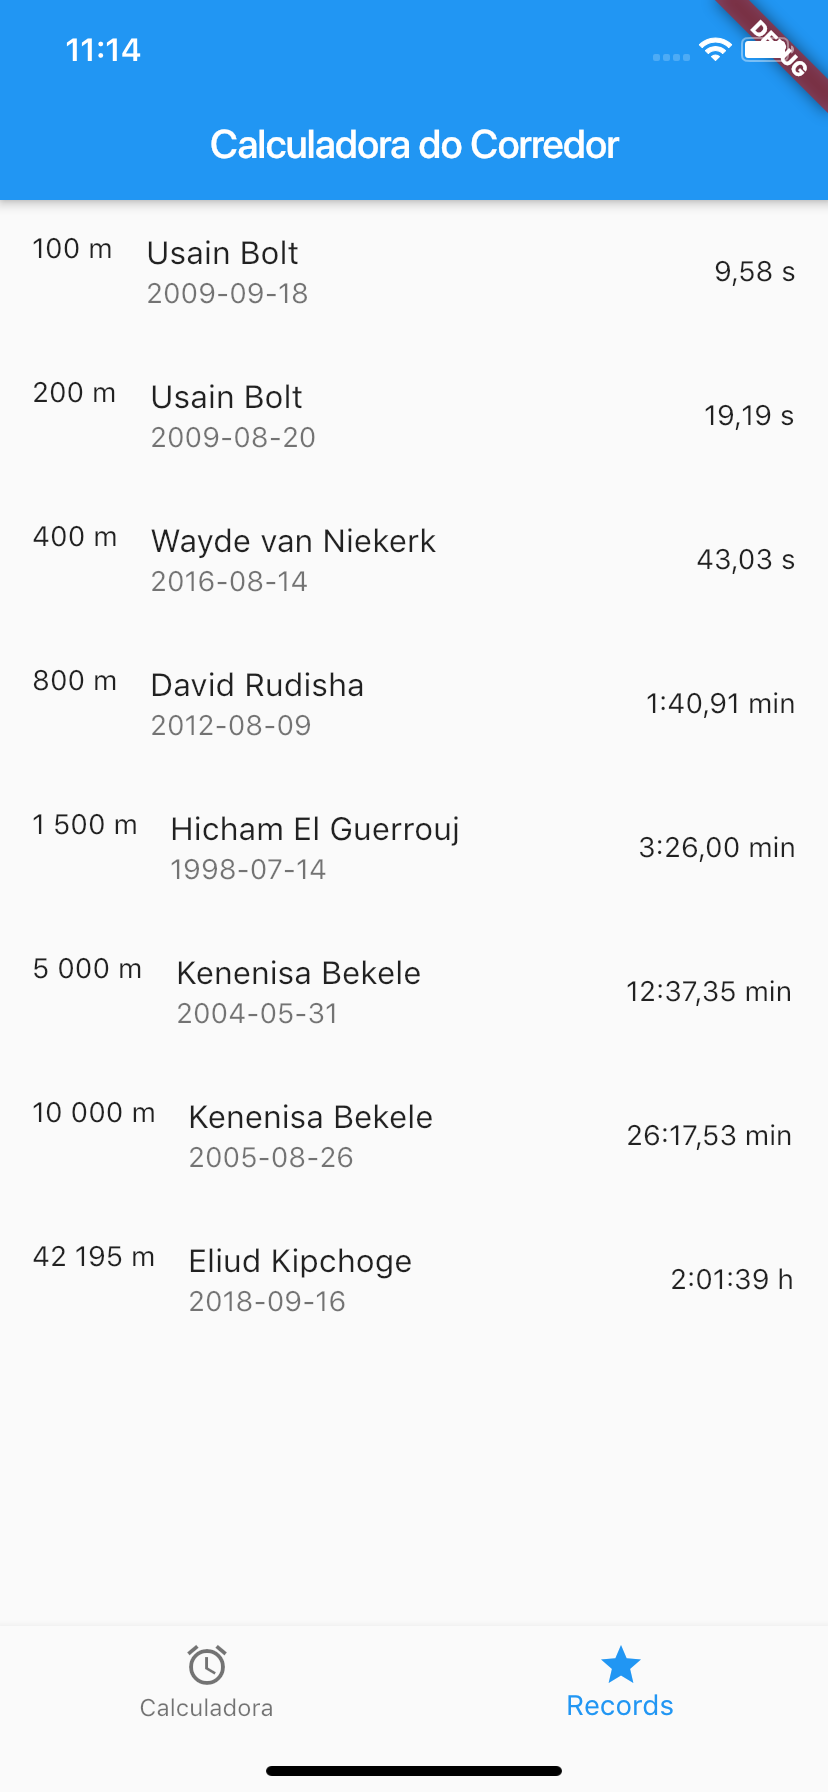 11:14
DEBUG
Calculadora do Corredor
100 m
Usain Bolt
2009-09-18
9,58 s
200 m
Usain Bolt
2009-08-20
19,19 s
400 m
Wayde van Niekerk
2016-08-14
43,03 s
800 m
David Rudisha
2012-08-09
1:40,91 min
1 500 m
Hicham El Guerrouj
1998-07-14
3:26,00 min
5 000 m
Kenenisa Bekele
2004-05-31
12:37,35 min
10 000 m
Kenenisa Bekele
2005-08-26
26:17,53 min
42 195 m
Eliud Kipchoge
2018-09-16
2:01:39 h
Calculadora
Records